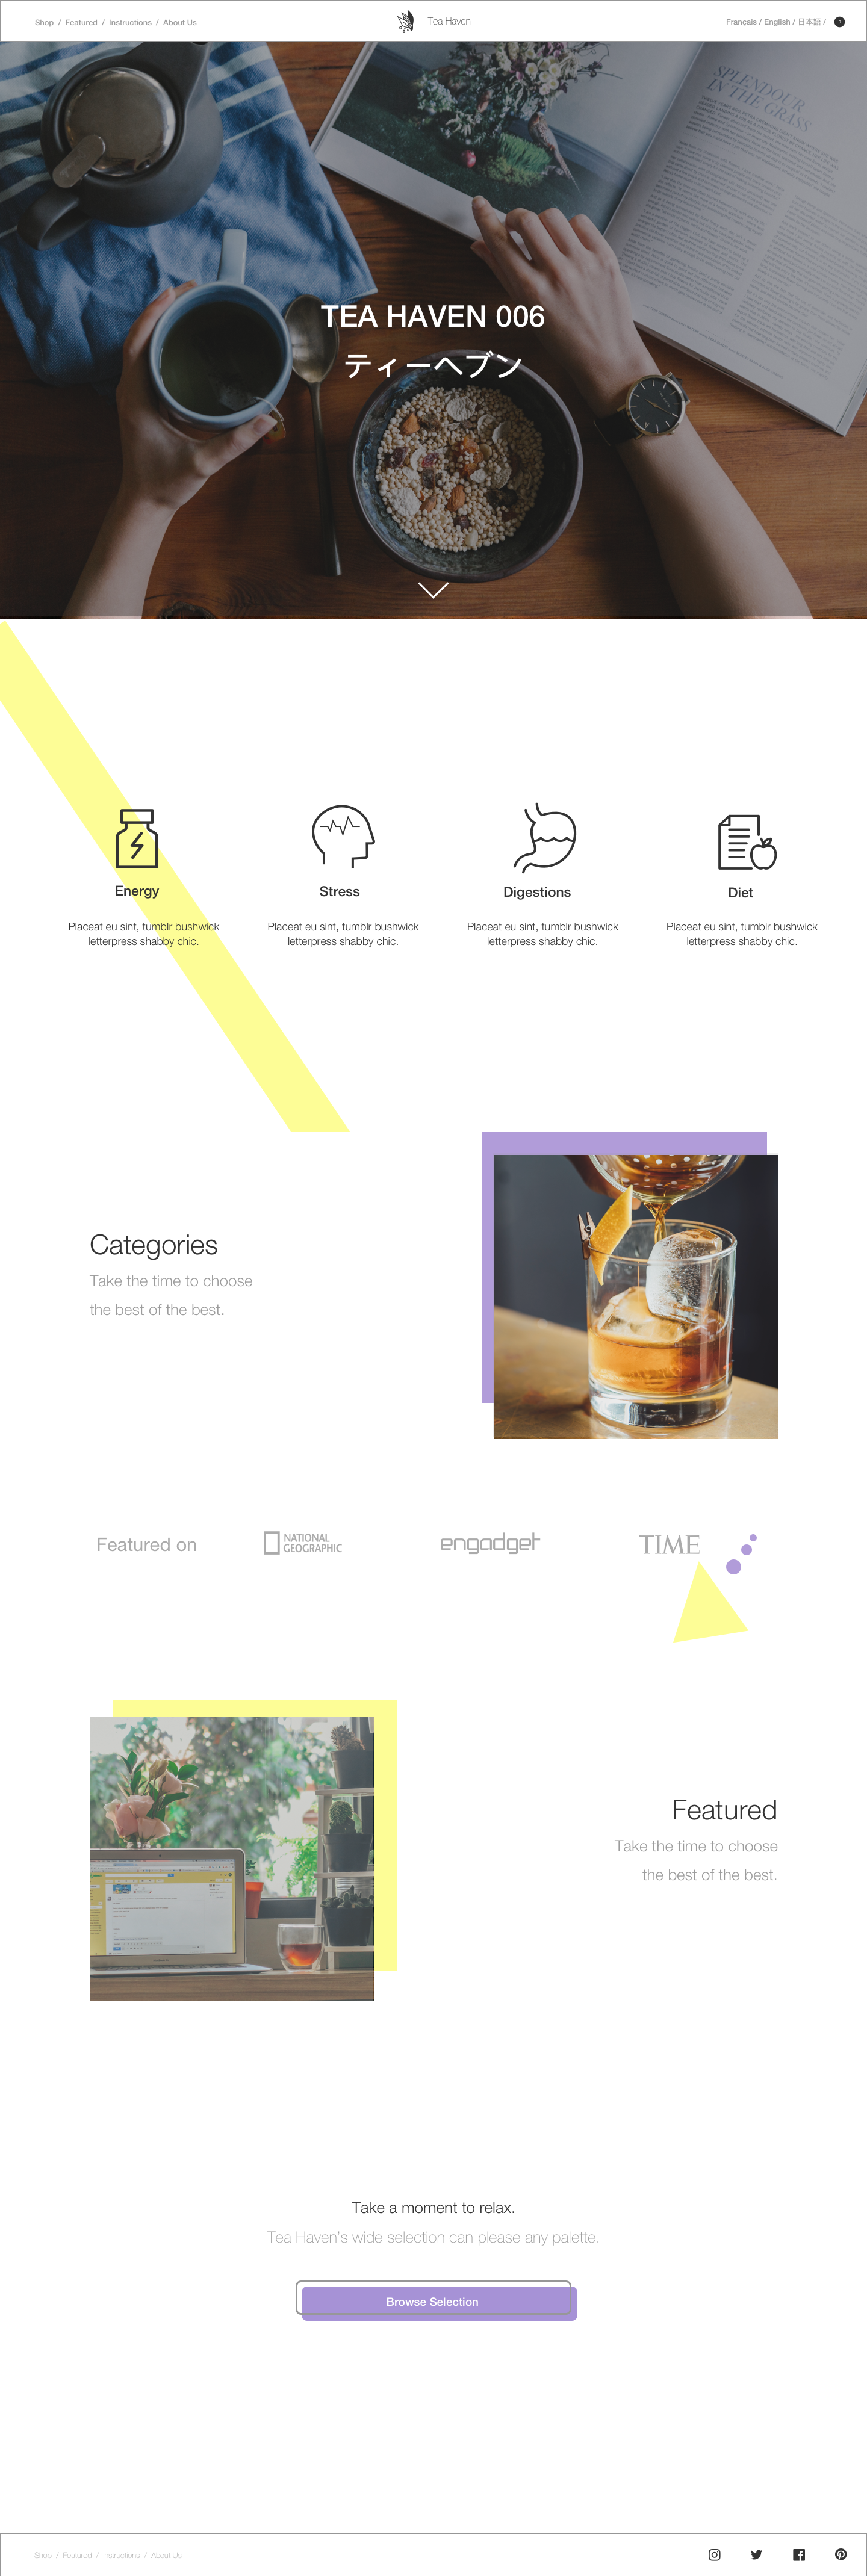 Shop / Featured / Instructions / About Us
Tea Haven
Français / English / 日本語 /
SPLENDOUR
IN THE GRASS
TEA HAVEN 006
ティーヘブン
Energy
Placeat eu sint, tumblr bushwick
letterpress shabby chic.
Stress
Placeat eu sint, tumblr bushwick
letterpress shabby chic.
Digestions
Placeat eu sint, tumblr bushwick
letterpress shabby chic.
Diet
Placeat eu sint, tumblr bushwick
letterpress shabby chic.
Categories
Take the time to choose
the best of the best.
Featured on
NATIONAL
GEOGRAPHIC
engadget
TIME
Featured
Take the time to choose
the best of the best.
Take a moment to relax.
Tea Haven's wide selection can please any palette.
Browse Selection
Shop / Featured / Instructions / About Us